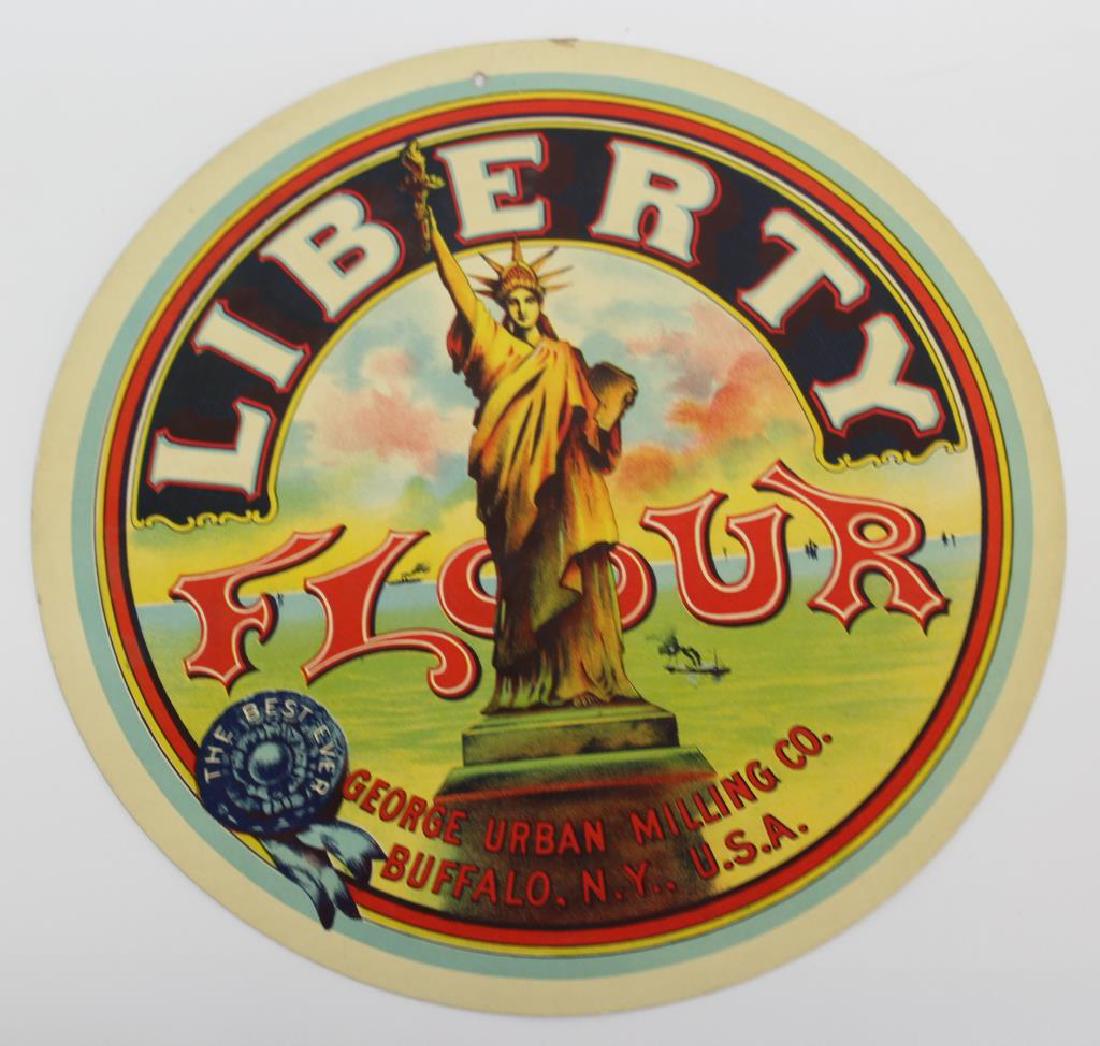 LIBERTY
FLOUR
THE BEST EVER
GEORGE URBAN MILLING CO.
BUFFALO, N.Y., U.S.A.